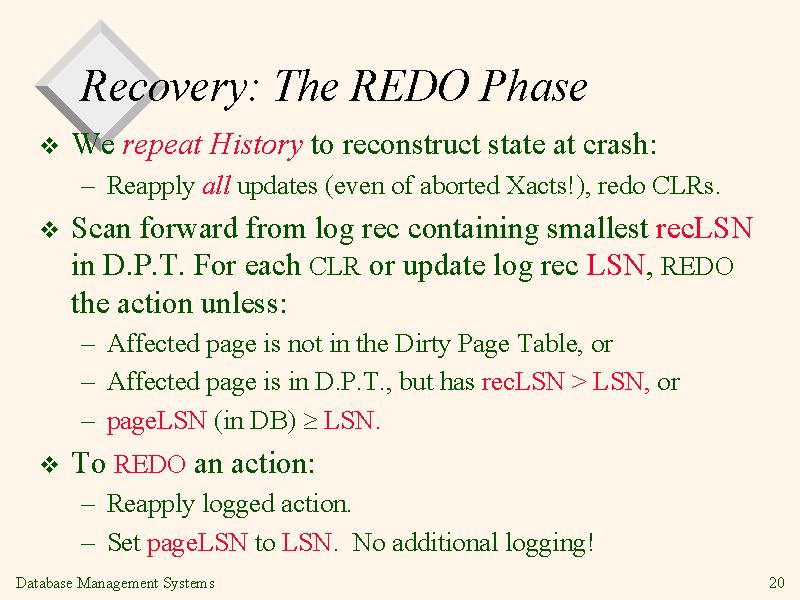 Recovery: The REDO Phase
❖ We repeat History to reconstruct state at crash:
– Reapply all updates (even of aborted Xacts!), redo CLRs.
❖ Scan forward from log rec containing smallest recLSN
in D.P.T. For each CLR or update log rec LSN, REDO
the action unless:
– Affected page is not in the Dirty Page Table, or
– Affected page is in D.P.T., but has recLSN > LSN, or
– pageLSN (in DB) ≥ LSN.
❖ To REDO an action:
– Reapply logged action.
– Set pageLSN to LSN. No additional logging!
Database Management Systems
20